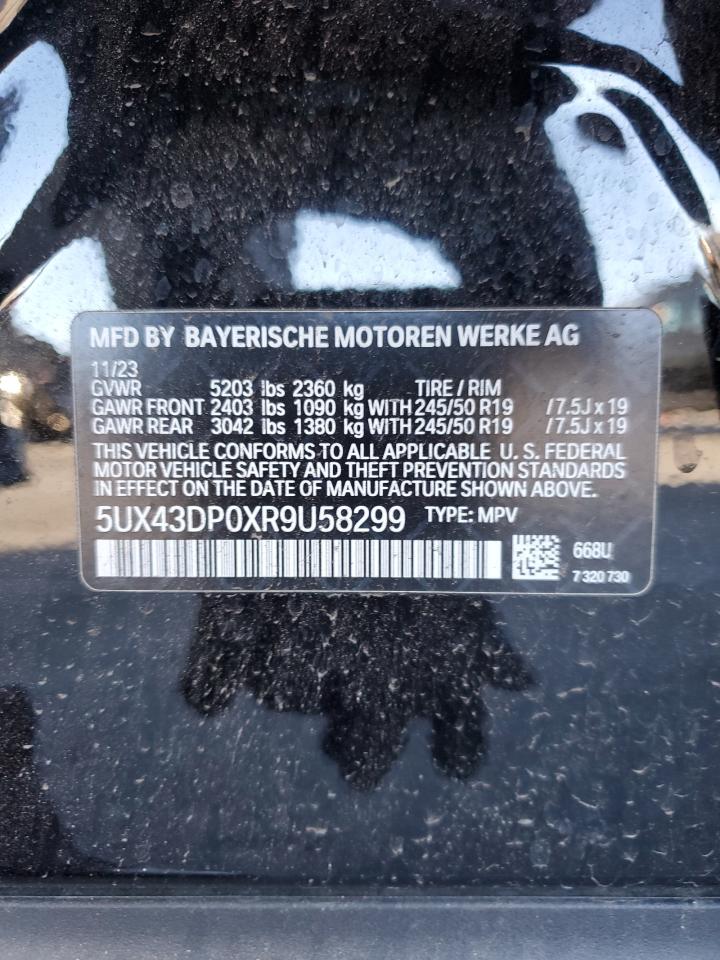 MFD BY BAYERISCHE MOTOREN WERKE AG
11/23
GVWR 5203 lbs 2360 kg TIRE / RIM
GAWR FRONT 2403 lbs 1090 kg WITH 245/50 R19 / 7.5J x 19
GAWR REAR 3042 lbs 1380 kg WITH 245/50 R19 / 7.5J x 19
THIS VEHICLE CONFORMS TO ALL APPLICABLE U. S. FEDERAL
MOTOR VEHICLE SAFETY AND THEFT PREVENTION STANDARDS
IN EFFECT ON THE DATE OF MANUFACTURE SHOWN ABOVE.
5UX43DP0XR9U58299 TYPE: MPV
668U
7 320 730